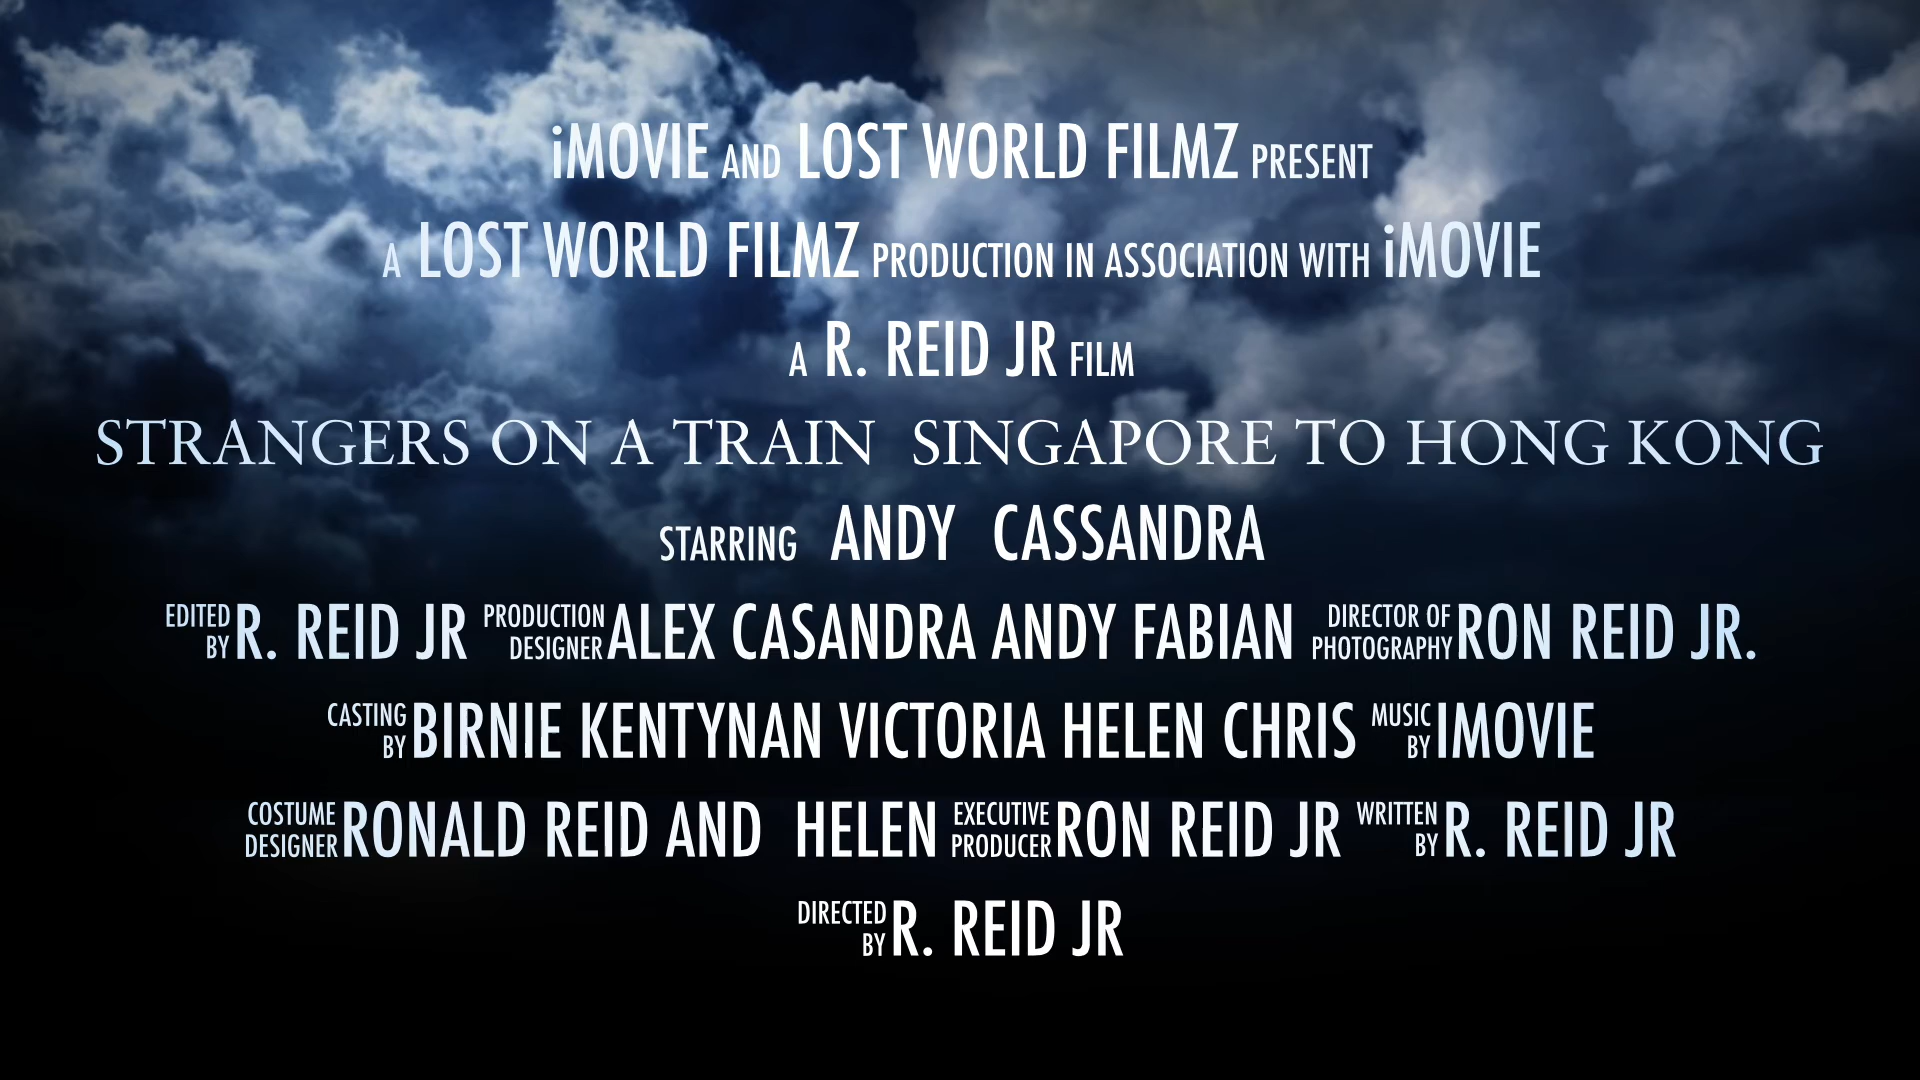 iMOVIE AND LOST WORLD FILMZ PRESENT
A LOST WORLD FILMZ PRODUCTION IN ASSOCIATION WITH iMOVIE
A R. REID JR FILM
STRANGERS ON A TRAIN  SINGAPORE TO HONG KONG
STARRING  ANDY  CASSANDRA
EDITED BY R. REID JR PRODUCTION DESIGNER ALEX CASANDRA ANDY FABIAN DIRECTOR OF PHOTOGRAPHY RON REID JR.
CASTING BY BIRNIE KENTYNAN VICTORIA HELEN CHRIS MUSIC BY IMOVIE
COSTUME DESIGNER RONALD REID AND  HELEN EXECUTIVE PRODUCER RON REID JR WRITTEN BY R. REID JR
DIRECTED BY R. REID JR